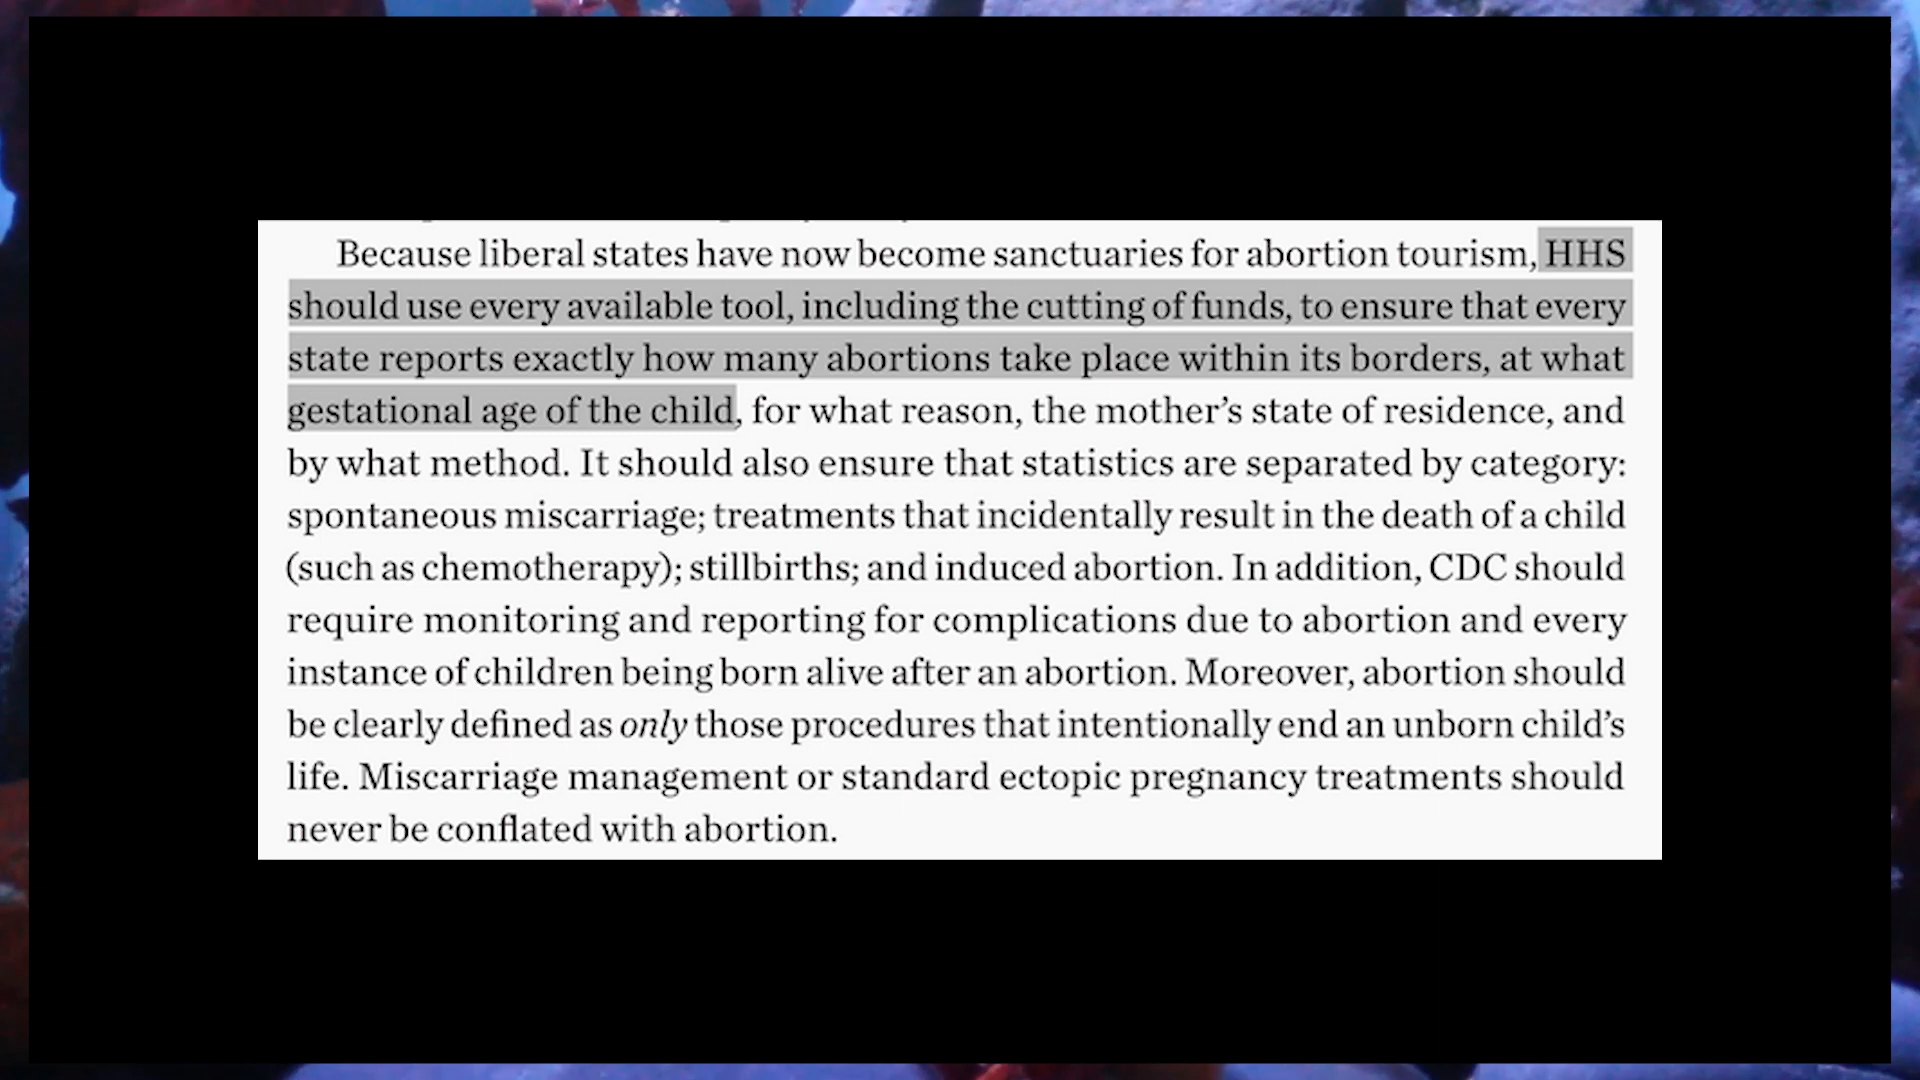 Because liberal states have now become sanctuaries for abortion tourism, HHS
should use every available tool, including the cutting of funds, to ensure that every
state reports exactly how many abortions take place within its borders, at what
gestational age of the child, for what reason, the mother’s state of residence, and
by what method. It should also ensure that statistics are separated by category:
spontaneous miscarriage; treatments that incidentally result in the death of a child
(such as chemotherapy); stillbirths; and induced abortion. In addition, CDC should
require monitoring and reporting for complications due to abortion and every
instance of children being born alive after an abortion. Moreover, abortion should
be clearly defined as only those procedures that intentionally end an unborn child’s
life. Miscarriage management or standard ectopic pregnancy treatments should
never be conflated with abortion.